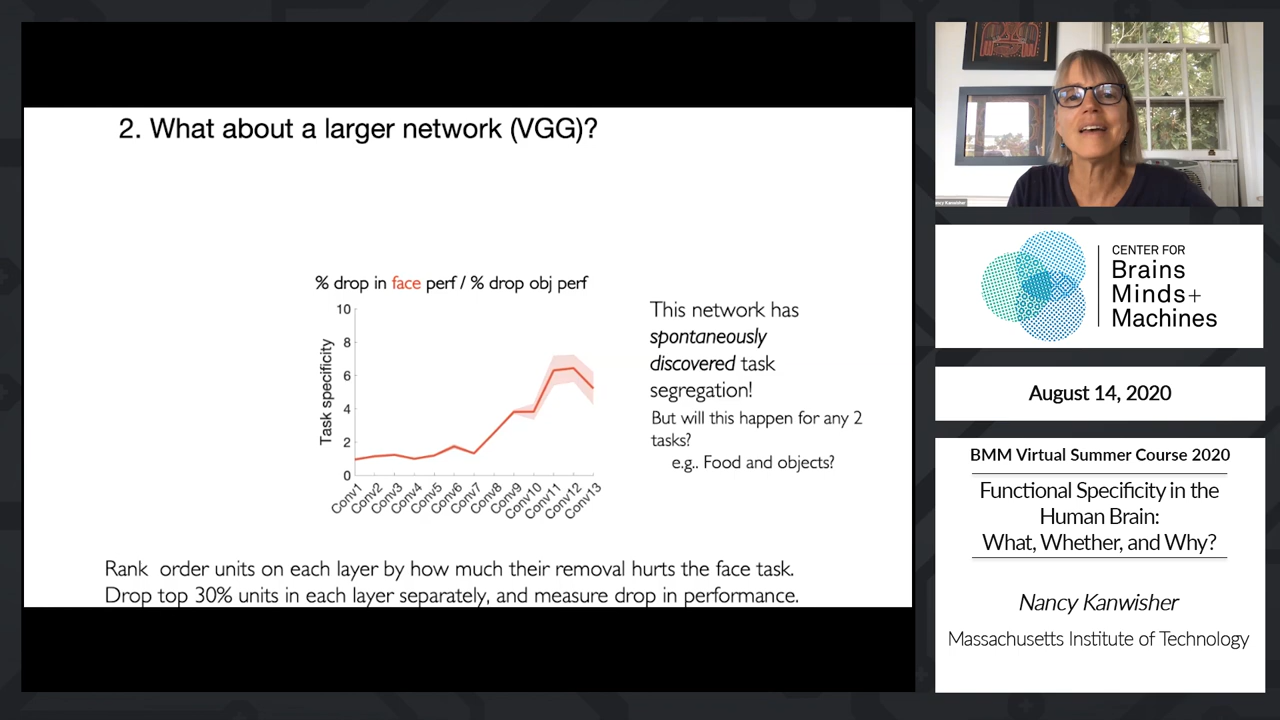 2. What about a larger network (VGG)?
% drop in face perf / % drop obj perf
10
8
6
4
2
0
Task specificity
Conv1
Conv2
Conv3
Conv4
Conv5
Conv6
Conv7
Conv8
Conv9
Conv10
Conv11
Conv12
Conv13
This network has
spontaneously
discovered task
segregation!
But will this happen for any 2
tasks?
e.g.. Food and objects?
Rank order units on each layer by how much their removal hurts the face task.
Drop top 30% units in each layer separately, and measure drop in performance.
Nancy Kanwisher
CENTER FOR
Brains
Minds+
Machines
August 14, 2020
BMM Virtual Summer Course 2020
Functional Specificity in the
Human Brain:
What, Whether, and Why?
Nancy Kanwisher
Massachusetts Institute of Technology